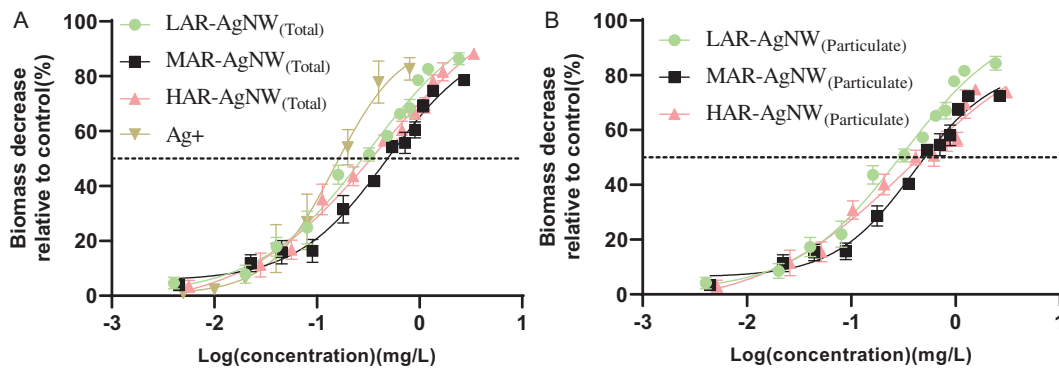 A
Biomass decrease
relative to control(%)
100
80
60
40
20
0
-3
-2
-1
0
1
Log(concentration)(mg/L)
LAR-AgNW(Total)
MAR-AgNW(Total)
HAR-AgNW(Total)
Ag+
B
Biomass decrease
relative to control(%)
100
80
60
40
20
0
-3
-2
-1
0
1
Log(concentration)(mg/L)
LAR-AgNW(Particulate)
MAR-AgNW(Particulate)
HAR-AgNW(Particulate)